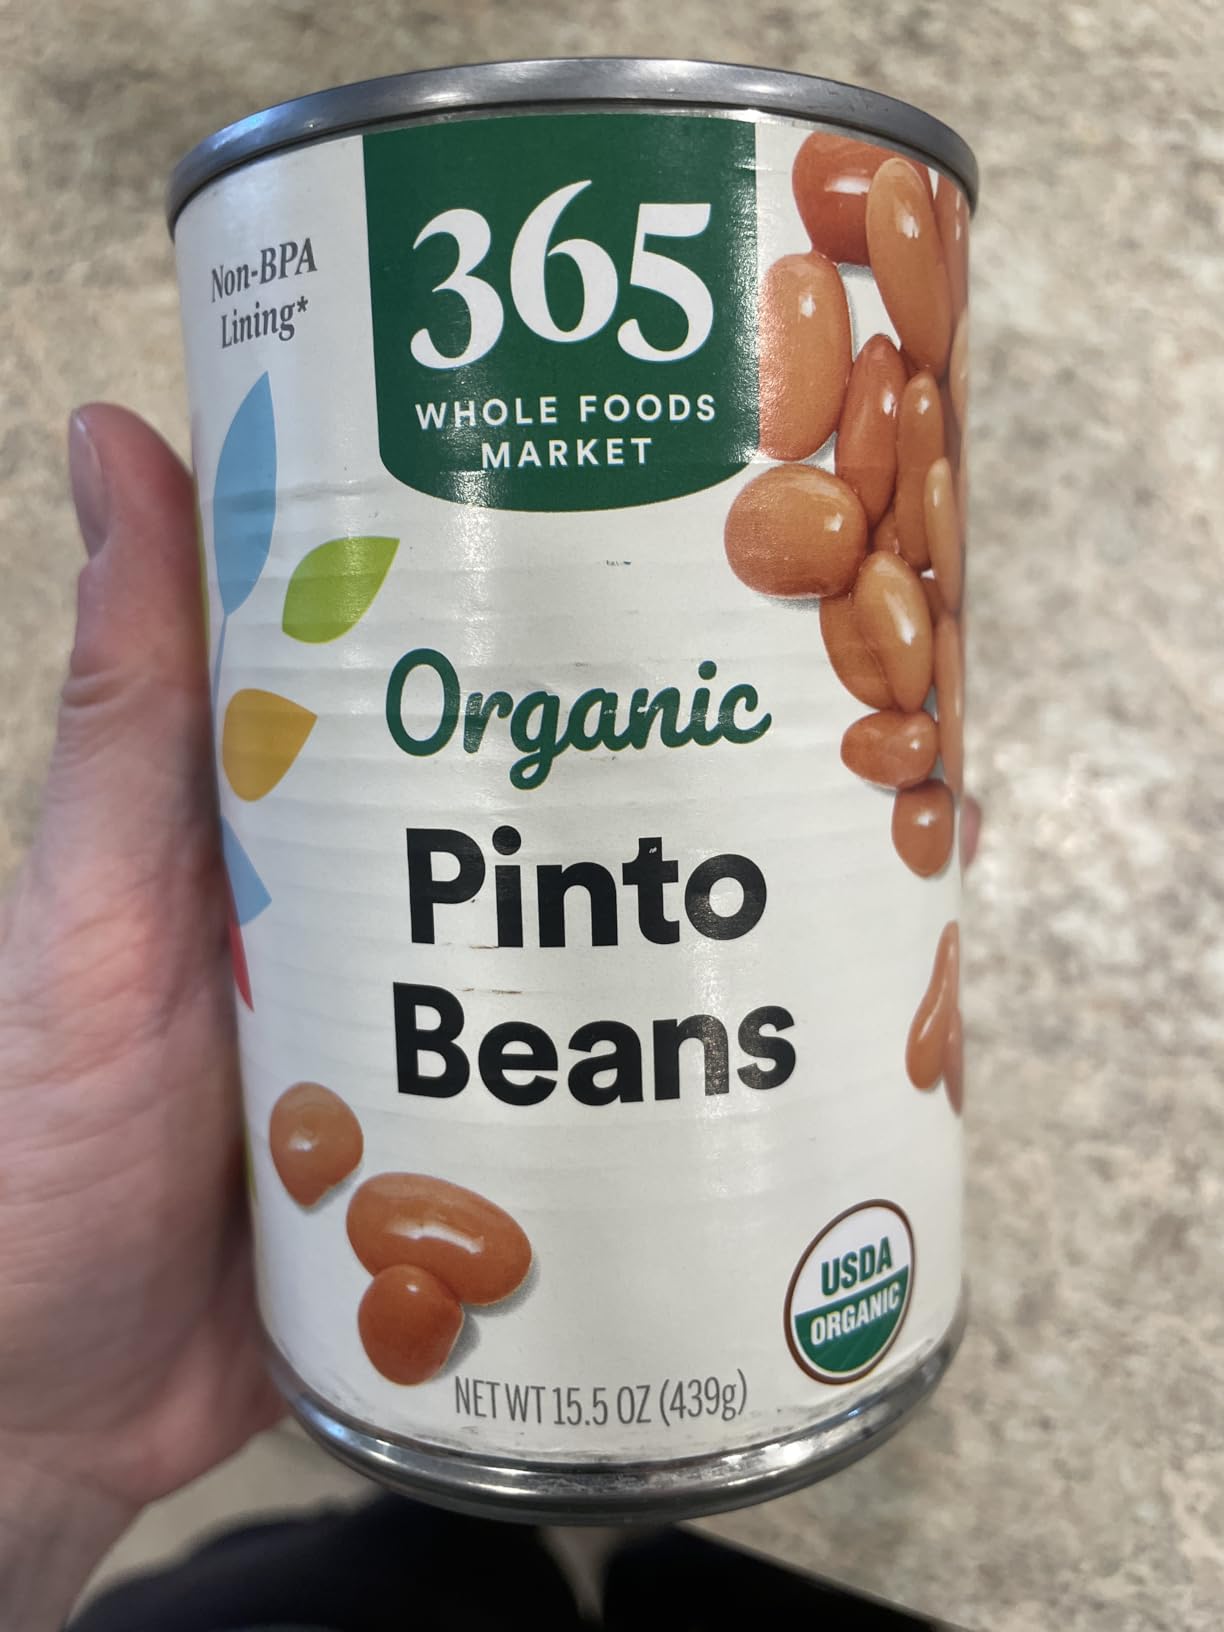 Non-BPA
Lining*
365
WHOLE FOODS
MARKET
Organic
Pinto
Beans
USDA
ORGANIC
NET WT 15.5 OZ (439g)